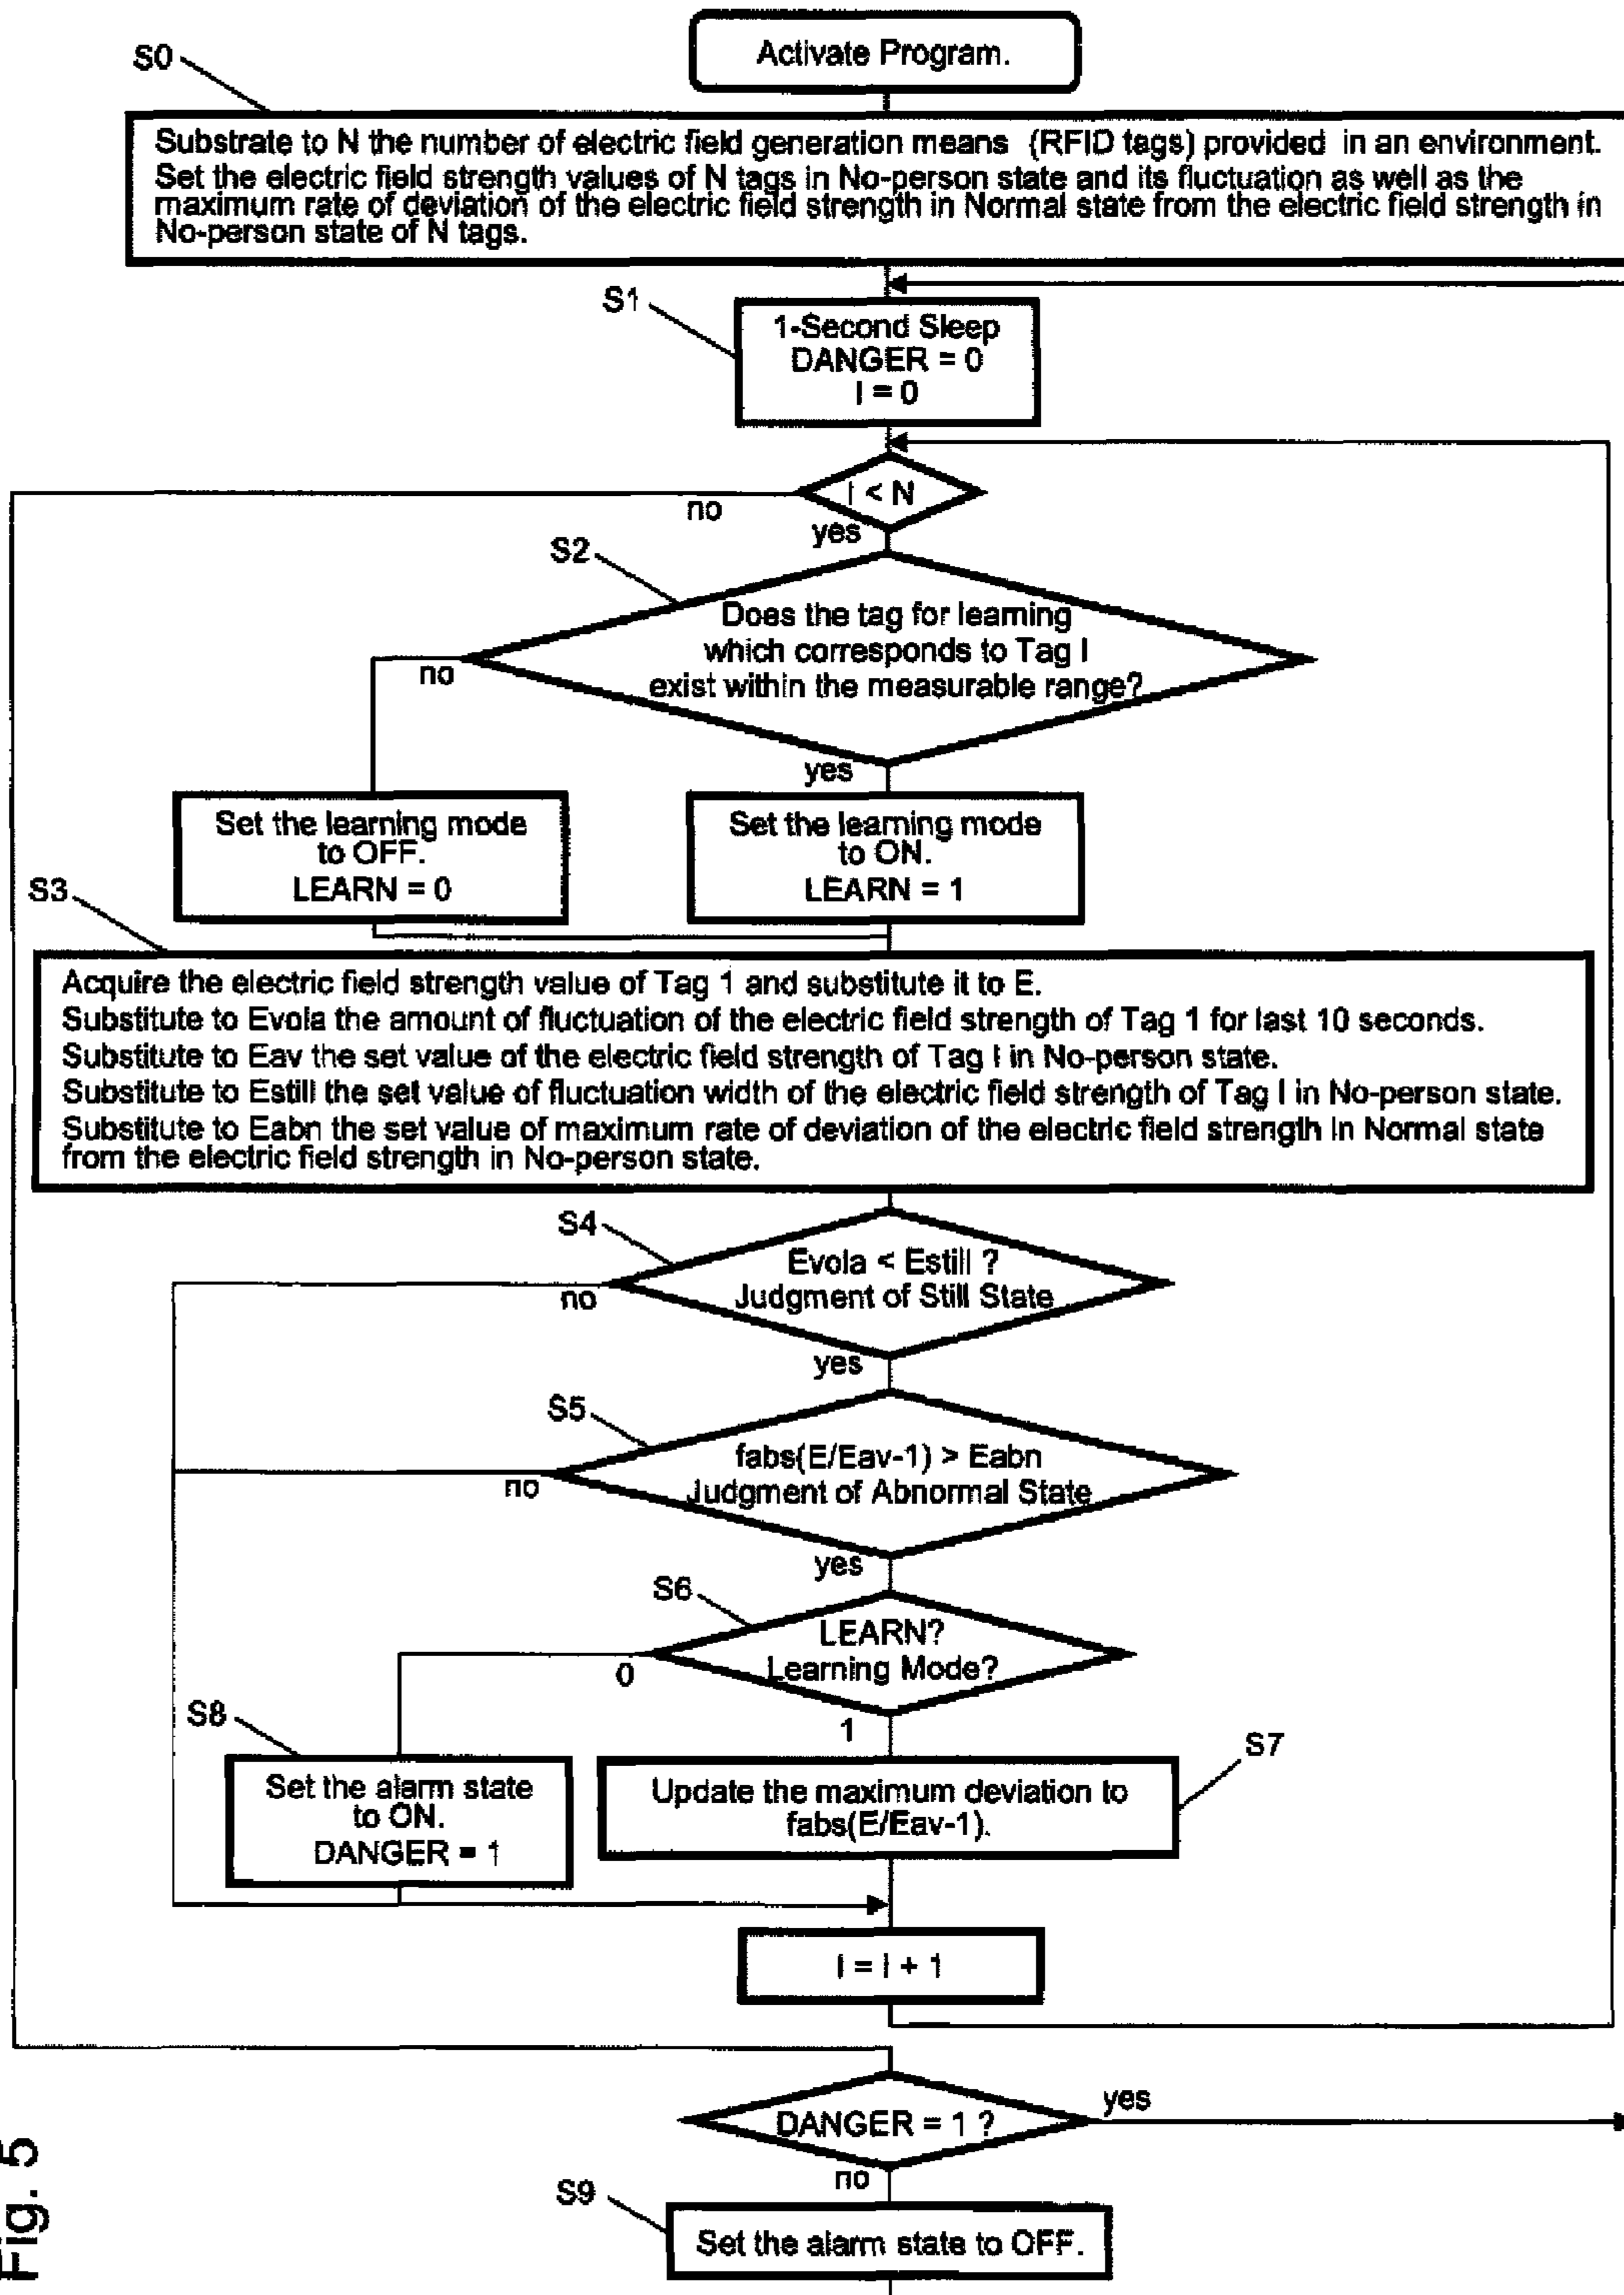 Activate Program.
S0
Substrate to N the number of electric field generation means (RFID tags) provided in an environment.
Set the electric field strength values of N tags in No-person state and its fluctuation as well as the
maximum rate of deviation of the electric field strength in Normal state from the electric field strength in
No-person state of N tags.
S1
1-Second Sleep
DANGER = 0
I = 0
I < N
no
yes
S2
Does the tag for learning
which corresponds to Tag I
exist within the measurable range?
no
yes
Set the learning mode
to OFF.
LEARN = 0
Set the learning mode
to ON.
LEARN = 1
S3
Acquire the electric field strength value of Tag 1 and substitute it to E.
Substitute to Evola the amount of fluctuation of the electric field strength of Tag 1 for last 10 seconds.
Substitute to Eav the set value of the electric field strength of Tag I in No-person state.
Substitute to Estill the set value of fluctuation width of the electric field strength of Tag I in No-person state.
Substitute to Eabn the set value of maximum rate of deviation of the electric field strength in Normal state
from the electric field strength in No-person state.
S4
Evola < Estill ?
Judgment of Still State
no
yes
S5
fabs(E/Eav-1) > Eabn
Judgment of Abnormal State
no
yes
S6
LEARN?
Learning Mode?
0
1
S8
Set the alarm state
to ON.
DANGER = 1
S7
Update the maximum deviation to
fabs(E/Eav-1).
I = I + 1
DANGER = 1 ?
yes
no
S9
Set the alarm state to OFF.
Fig. 5